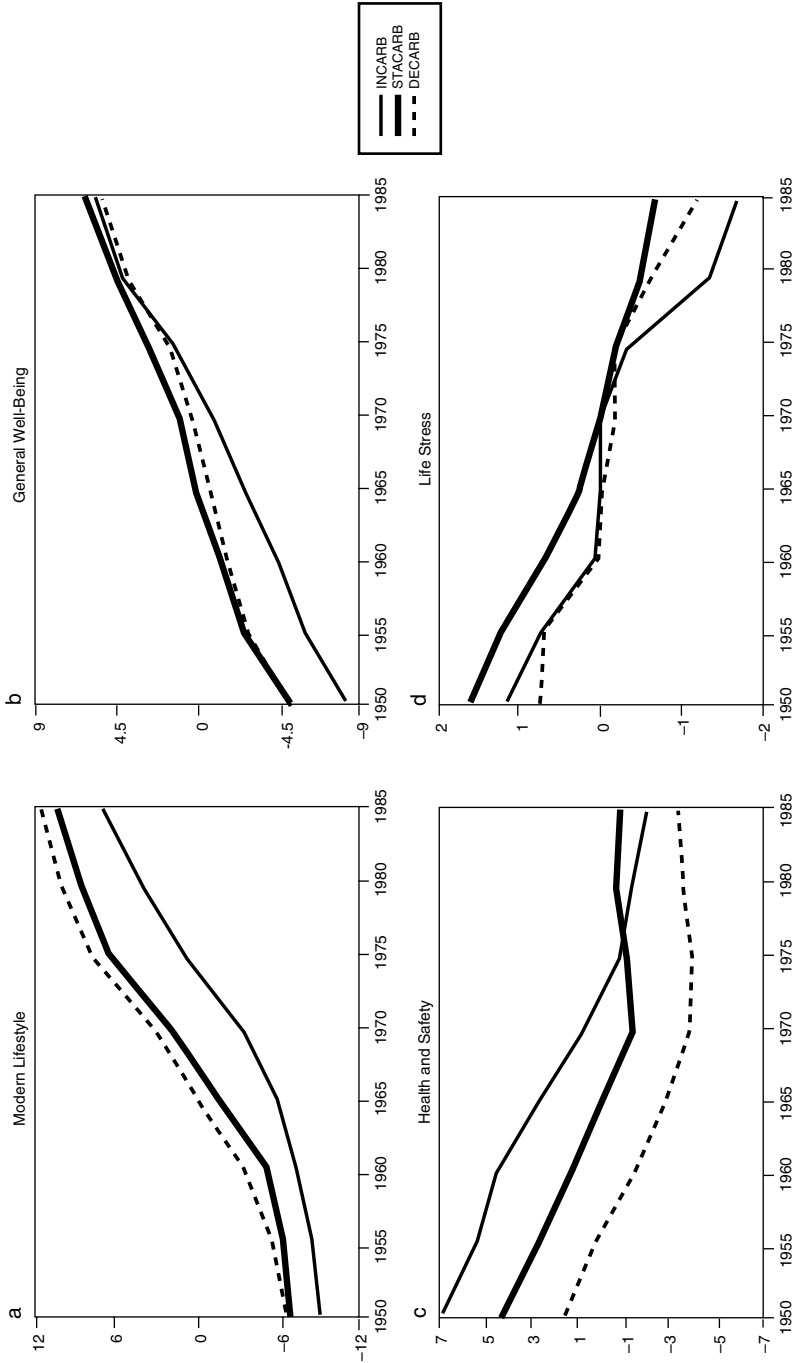 a
Modern Lifestyle
12
6
0
−6
−12
1950 1955 1960 1965 1970 1975 1980 1985
b
General Well-Being
9
4.5
0
-4.5
−9
1950 1955 1960 1965 1970 1975 1980 1985
c
Health and Safety
7
5
3
1
−1
−3
−5
−7
1950 1955 1960 1965 1970 1975 1980 1985
d
Life Stress
2
1
0
−1
−2
1950 1955 1960 1965 1970 1975 1980 1985
INCARB
STACARB
DECARB